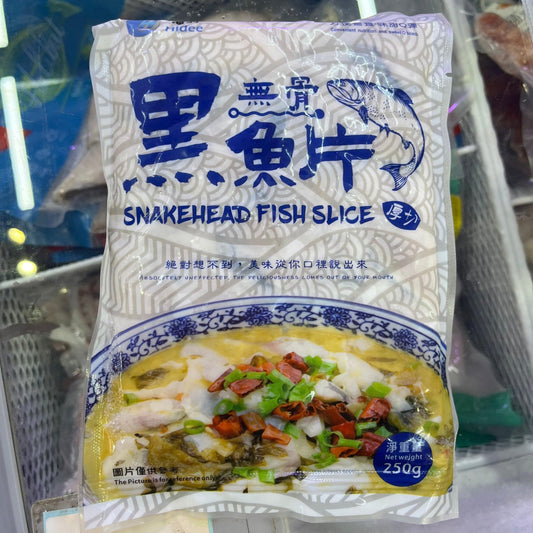 Hidee
無骨
黑魚片
SNAKEHEAD FISH SLICE
厚切
絕對想不到，美味從你口裡說出來
ABSOLUTELY UNEXPECTED, THE DELICIOUSNESS COMES OUT OF YOUR MOUTH
圖片僅供參考
The Picture is for reference only
淨重量
Net weight
250g